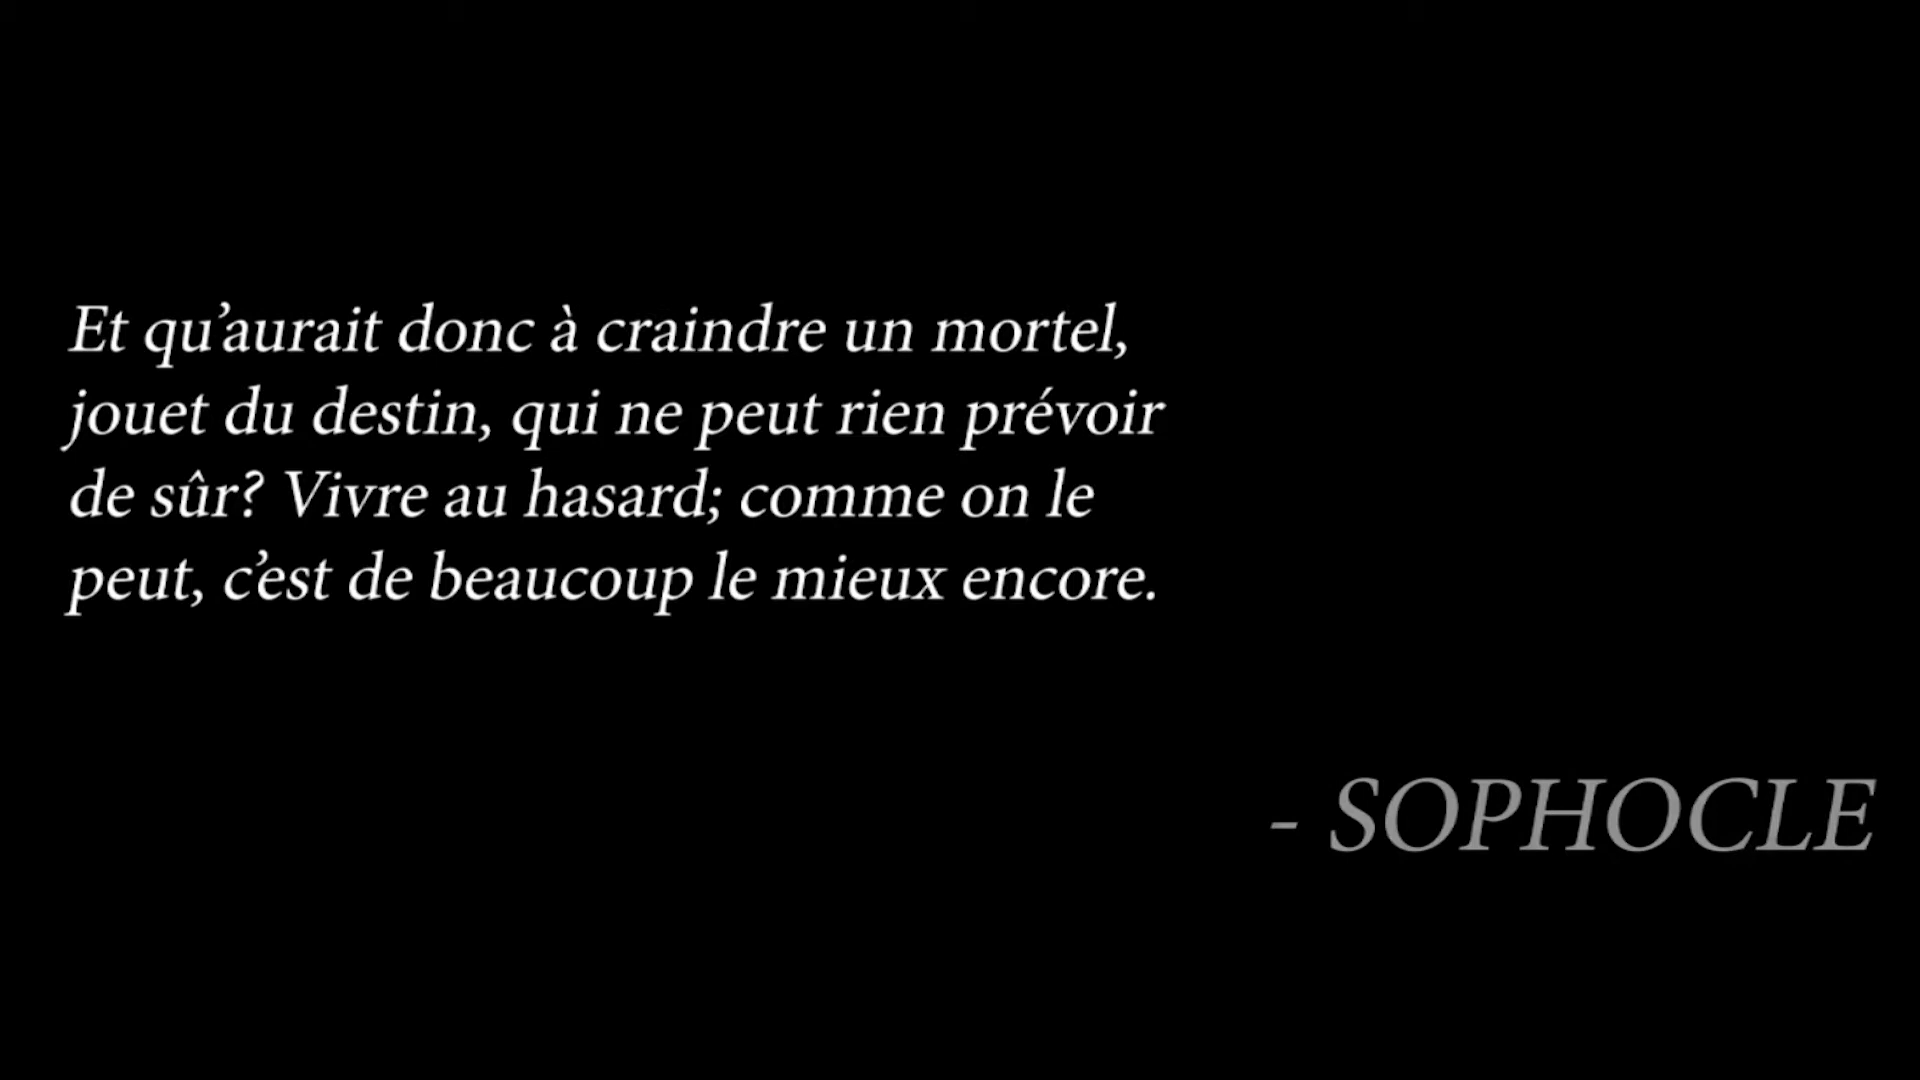 Et qu’aurait donc à craindre un mortel,
jouet du destin, qui ne peut rien prévoir
de sûr? Vivre au hasard; comme on le
peut, c’est de beaucoup le mieux encore.
- SOPHOCLE